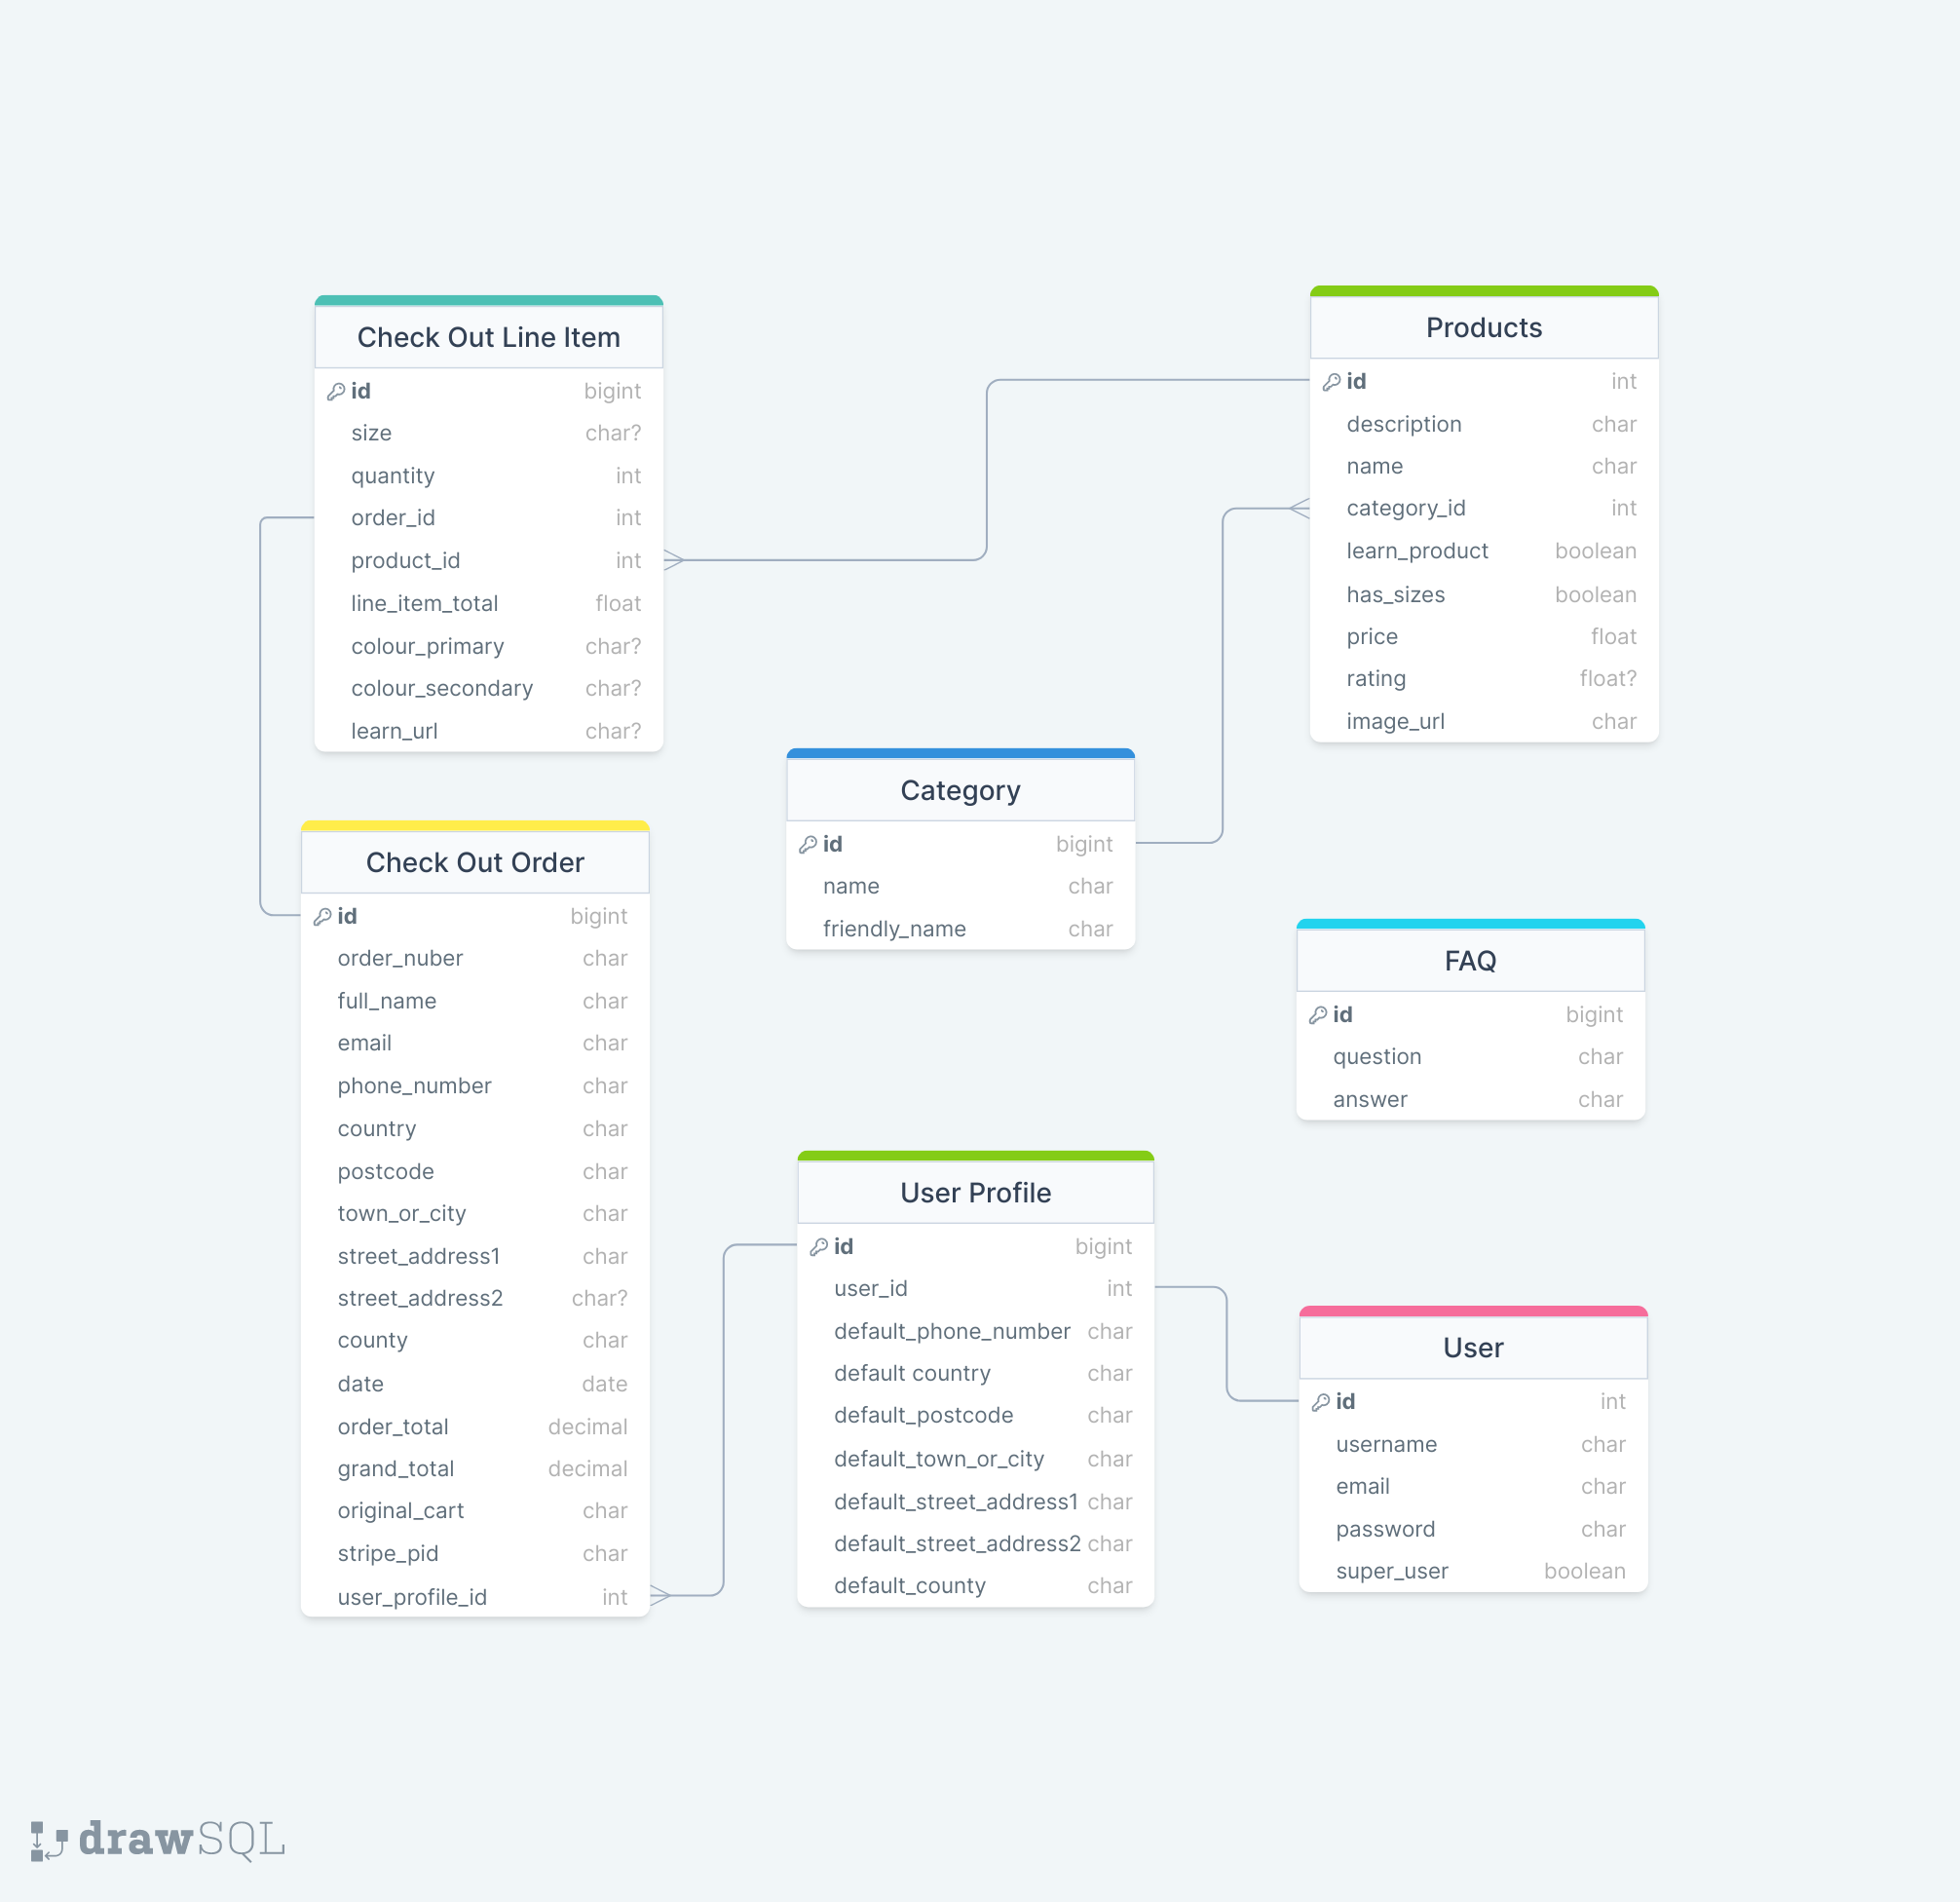 Check Out Line Item
id bigint
size char?
quantity int
order_id int
product_id int
line_item_total float
colour_primary char?
colour_secondary char?
learn_url char?
Products
id int
description char
name char
category_id int
learn_product boolean
has_sizes boolean
price float
rating float?
image_url char
Category
id bigint
name char
friendly_name char
Check Out Order
id bigint
order_nuber char
full_name char
email char
phone_number char
country char
postcode char
town_or_city char
street_address1 char
street_address2 char?
county char
date date
order_total decimal
grand_total decimal
original_cart char
stripe_pid char
user_profile_id int
FAQ
id bigint
question char
answer char
User Profile
id bigint
user_id int
default_phone_number char
default country char
default_postcode char
default_town_or_city char
default_street_address1 char
default_street_address2 char
default_county char
User
id int
username char
email char
password char
super_user boolean
drawSQL